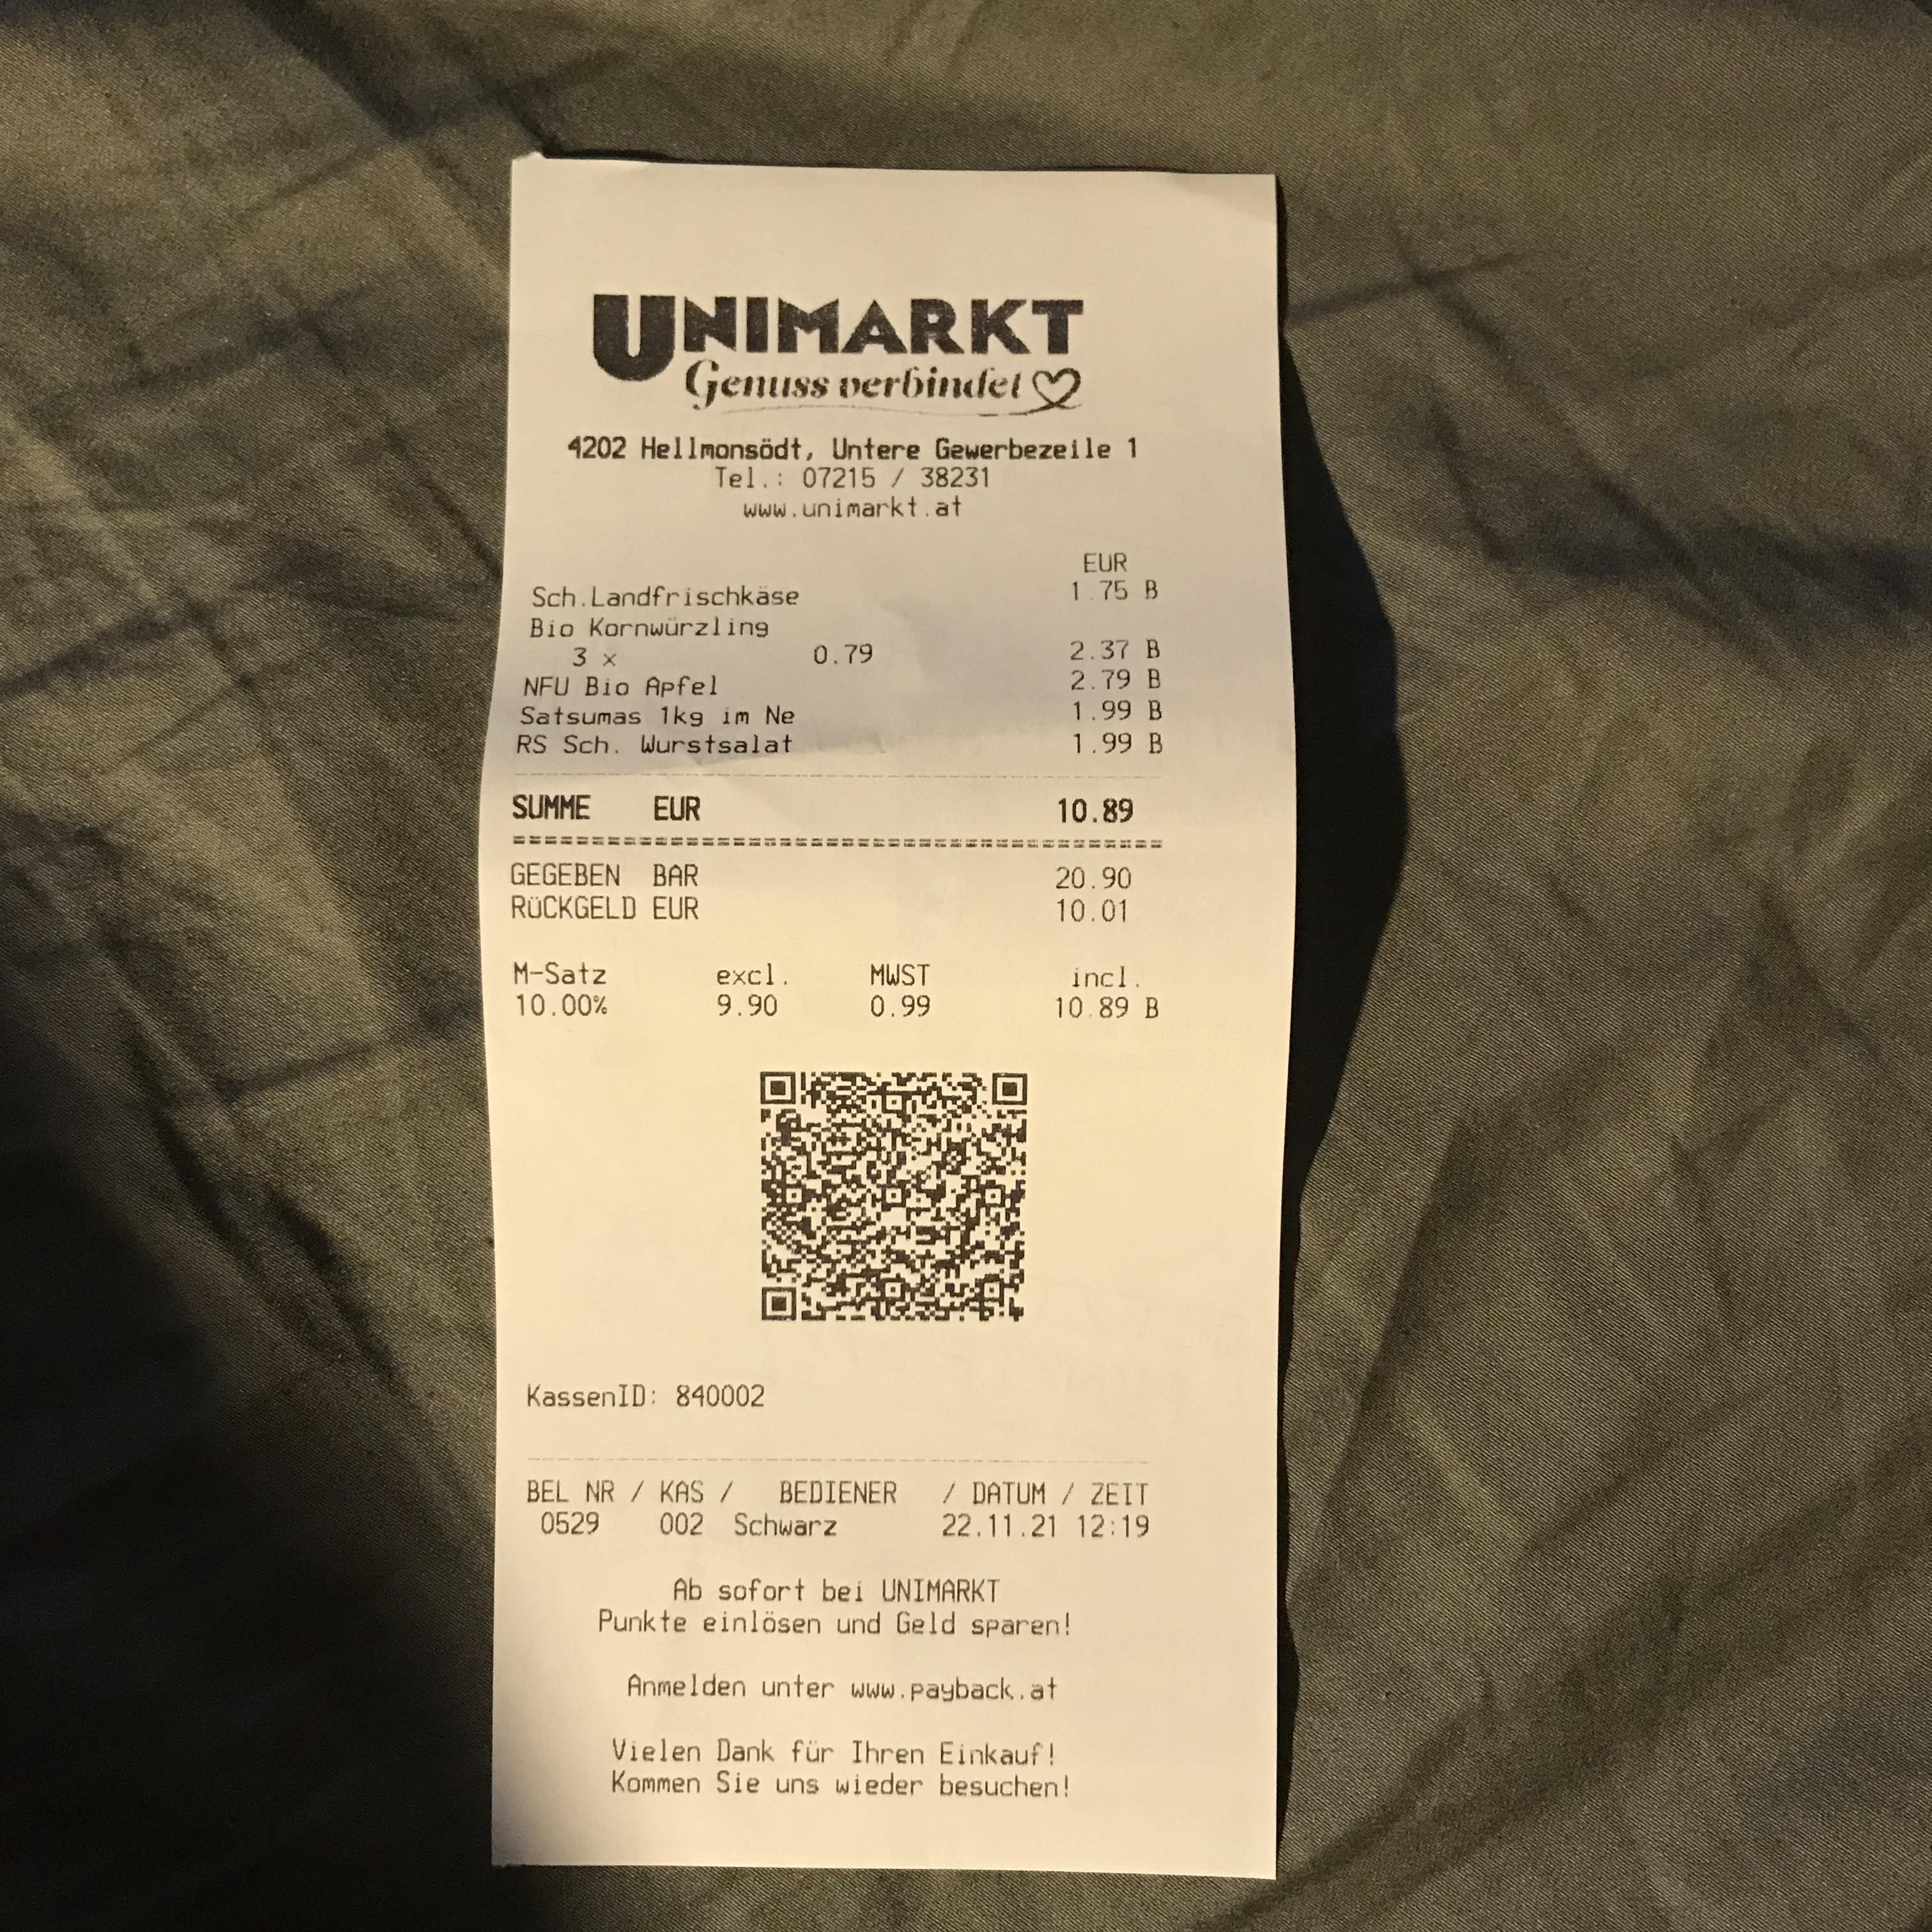 UNIMARKT
Genuss verbindet
4202 Hellmonsödt, Untere Gewerbezeile 1
Tel.: 07215 / 38231
www.unimarkt.at
EUR
Sch.Landfrischkäse 1.75 B
Bio Kornwürzling
3 x 0.79 2.37 B
NFU Bio Apfel 2.79 B
Satsumas 1kg im Ne 1.99 B
RS Sch. Wurstsalat 1.99 B
SUMME EUR 10.89
GEGEBEN BAR 20.90
RÜCKGELD EUR 10.01
M-Satz excl. MWST incl.
10.00% 9.90 0.99 10.89 B
KassenID: 840002
BEL NR / KAS / BEDIENER / DATUM / ZEIT
0529 002 Schwarz 22.11.21 12:19
Ab sofort bei UNIMARKT
Punkte einlösen und Geld sparen!
Anmelden unter www.payback.at
Vielen Dank für Ihren Einkauf!
Kommen Sie uns wieder besuchen!